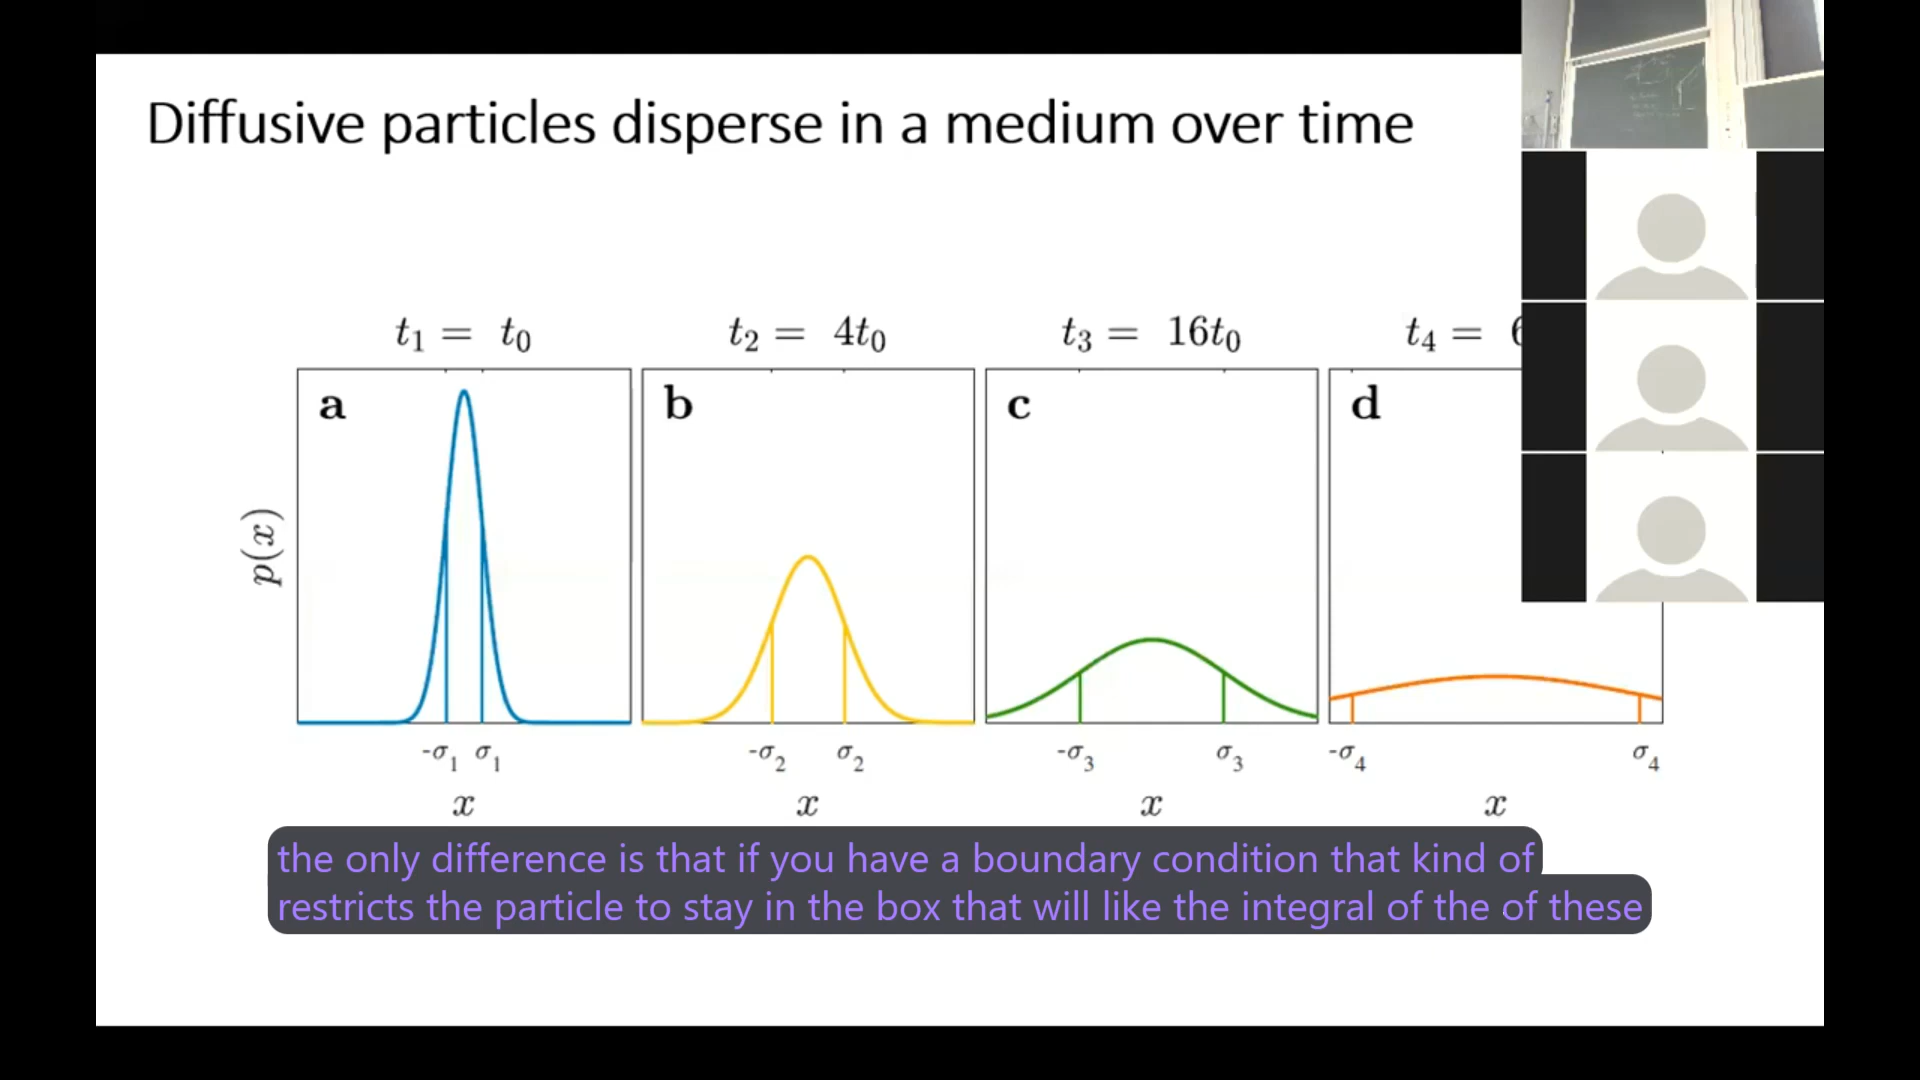 Diffusive particles disperse in a medium over time
t₁ = t₀ t₂ = 4t₀ t₃ = 16t₀ t₄ = 6
a b c d
p(x)
-σ₁ σ₁ -σ₂ σ₂ -σ₃ σ₃ -σ₄ σ₄
x x x x
the only difference is that if you have a boundary condition that kind of
restricts the particle to stay in the box that will like the integral of the of these